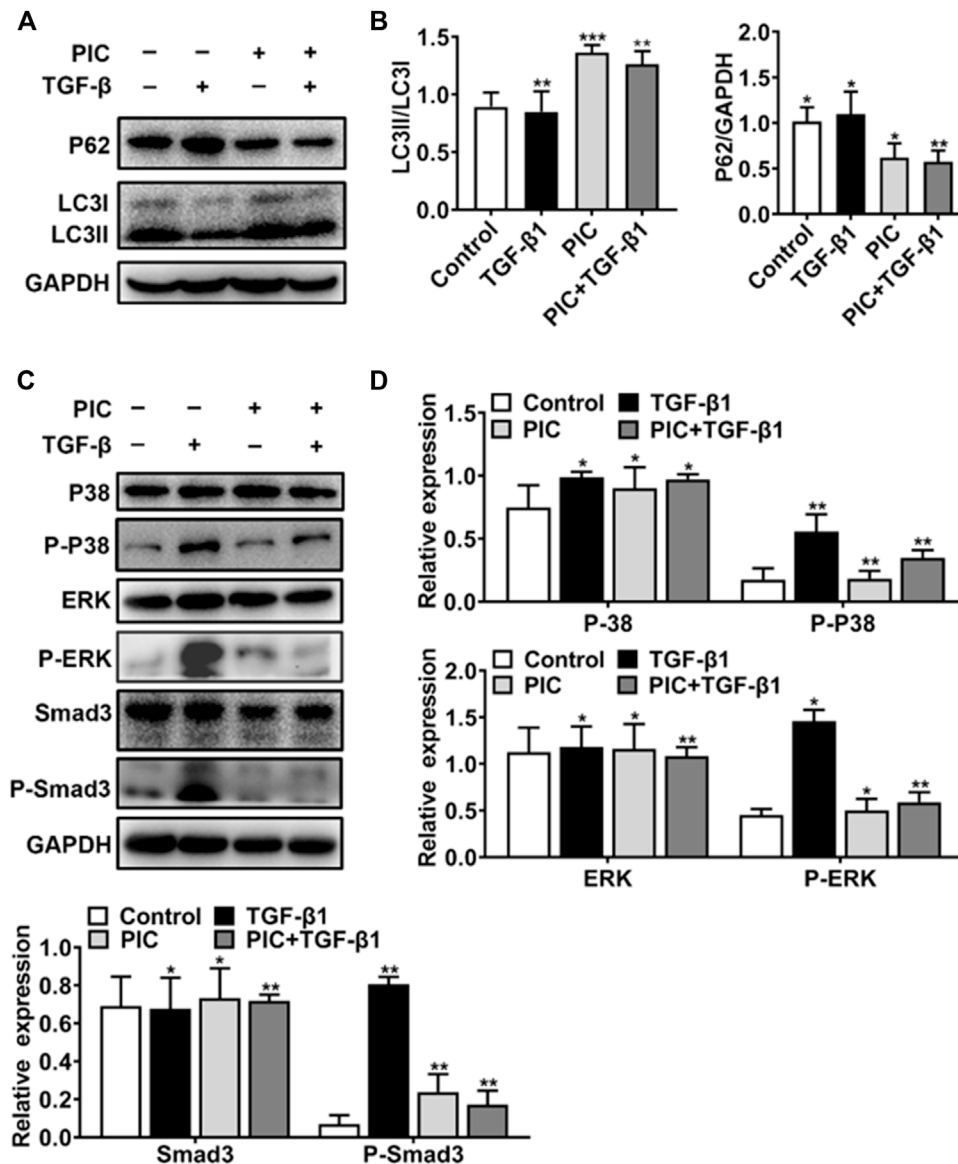 A
PIC – – + +
TGF-β – + – +
P62
LC3I
LC3II
GAPDH
B
LC3II/LC3I
1.5
1.0
0.5
0.0
** *** **
Control
TGF-β1
PIC
PIC+TGF-β1
P62/GAPDH
2.0
1.5
1.0
0.5
0.0
* * * **
Control
TGF-β1
PIC
PIC+TGF-β1
C
PIC – – + +
TGF-β – + – +
P38
P-P38
ERK
P-ERK
Smad3
P-Smad3
GAPDH
D
Control TGF-β1
PIC PIC+TGF-β1
Relative expression
1.5
1.0
0.5
0.0
* * * ** ** **
P-38 P-P38
Control TGF-β1
PIC PIC+TGF-β1
Relative expression
2.0
1.5
1.0
0.5
0.0
* * ** * * **
ERK P-ERK
Control TGF-β1
PIC PIC+TGF-β1
Relative expression
1.0
0.8
0.6
0.4
0.2
0.0
* * ** ** ** **
Smad3 P-Smad3